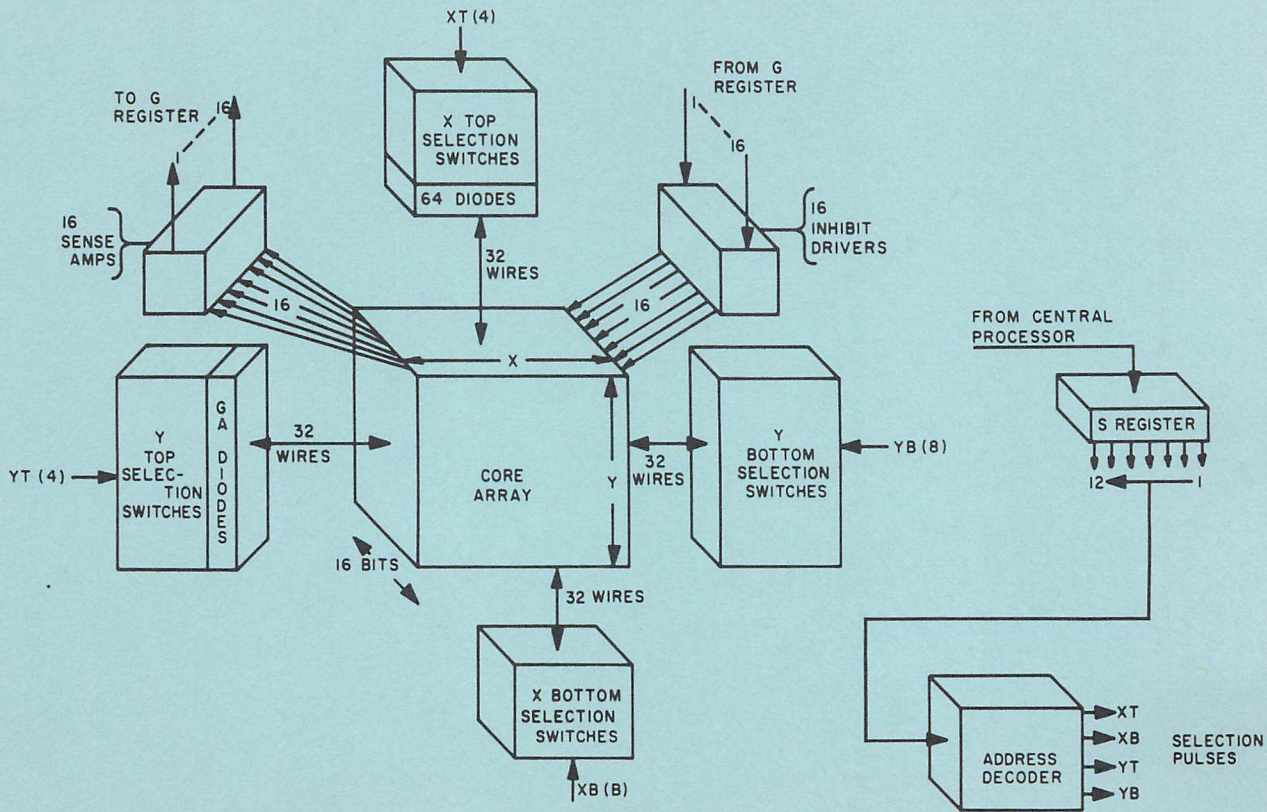 XT (4)
TO G
REGISTER
1
16
X TOP
SELECTION
SWITCHES
64 DIODES
FROM G
REGISTER
1
16
16
SENSE
AMPS
16
INHIBIT
DRIVERS
32
WIRES
16
16
X
Y
TOP
SELEC-
TION
SWITCHES
GA DIODES
YT (4)
32
WIRES
CORE
ARRAY
Y
32
WIRES
Y
BOTTOM
SELECTION
SWITCHES
YB (8)
16 BITS
32 WIRES
X BOTTOM
SELECTION
SWITCHES
XB (B)
FROM CENTRAL
PROCESSOR
S REGISTER
12
1
ADDRESS
DECODER
XT
XB
YT
YB
SELECTION
PULSES